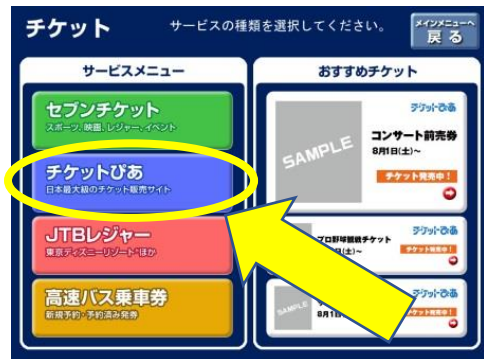 チケット
サービスの種類を選択してください。
メインメニューへ
戻る
サービスメニュー
セブンチケット
スポーツ、映画、レジャー、イベント
チケットぴあ
日本最大級のチケット販売サイト
JTBレジャー
東京ディズニーリゾート®ほか
高速バス乗車券
新規予約・予約済み発券
おすすめチケット
SAMPLE
チケットぴあ
コンサート前売券
8月1日(土)～
チケット発売中！
チケットぴあ
プロ野球観戦チケット
(土)～
チケット発売中！
SAMPLE
チケットぴあ
8月1
チケット発売中！